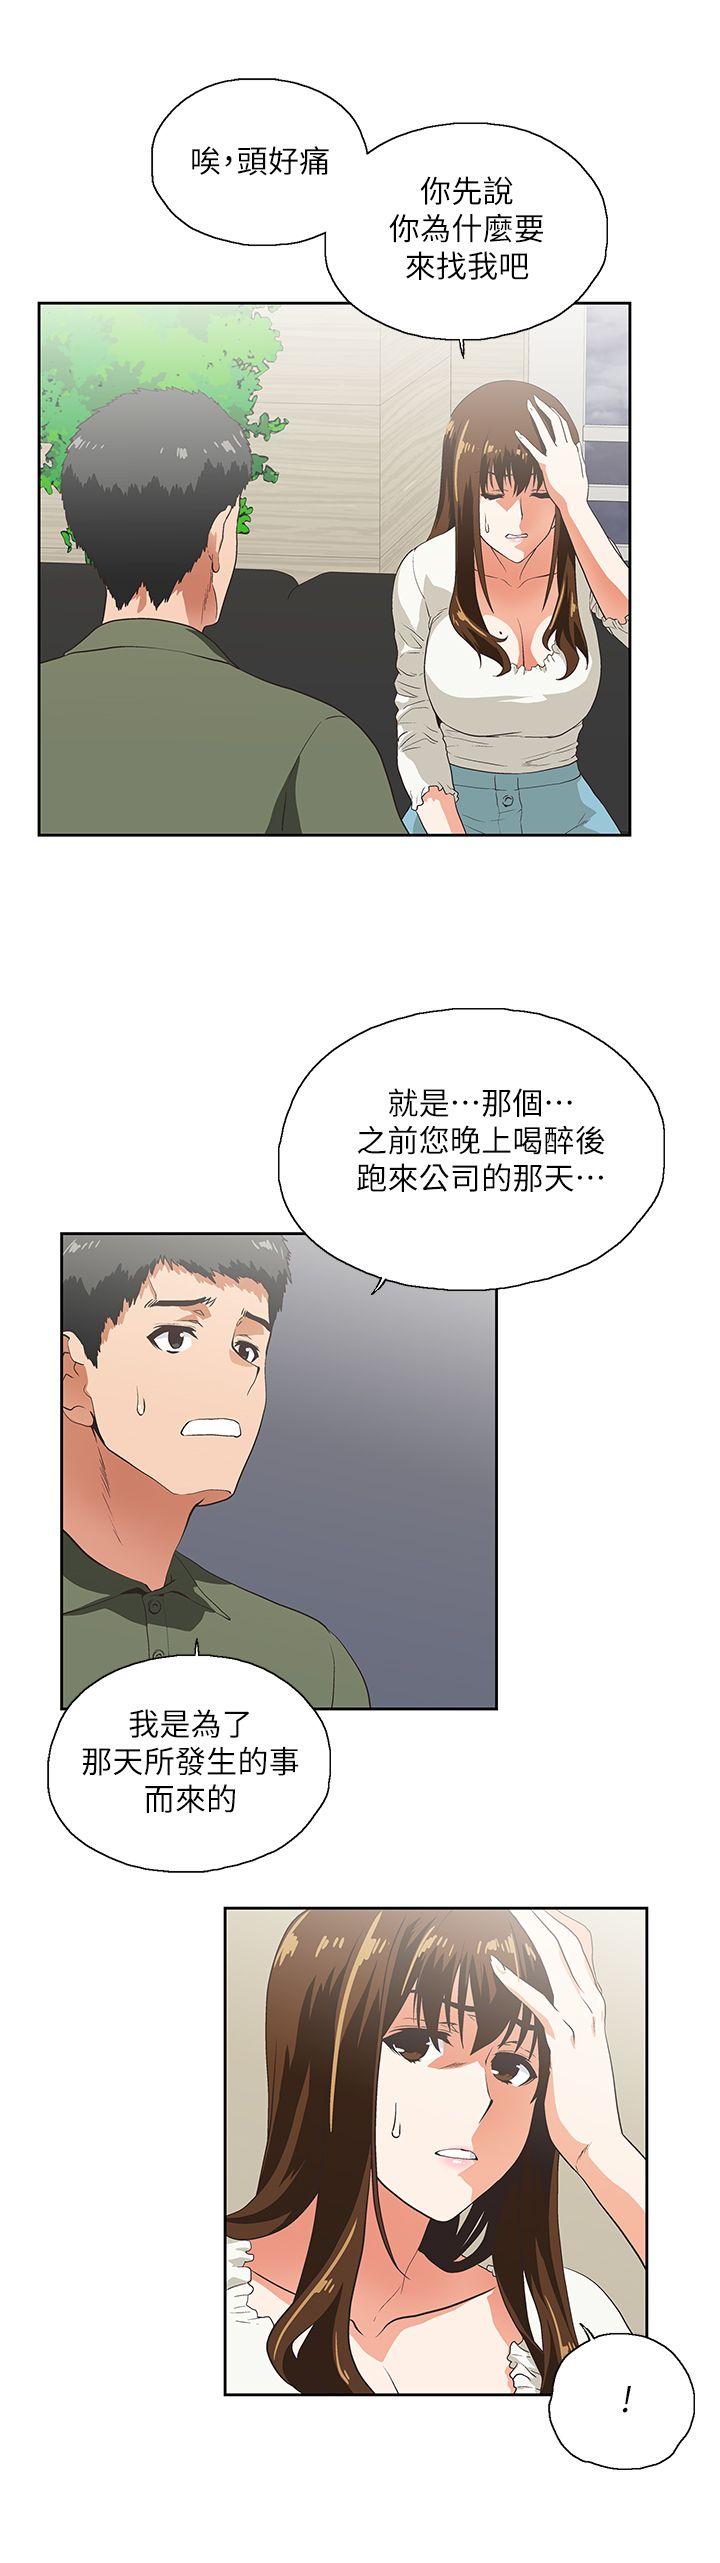 唉，頭好痛
你先說
你為什麼要
來找我吧
就是⋯那個⋯
之前您晚上喝醉後
跑來公司的那天⋯
我是為了
那天所發生的事
而來的
！